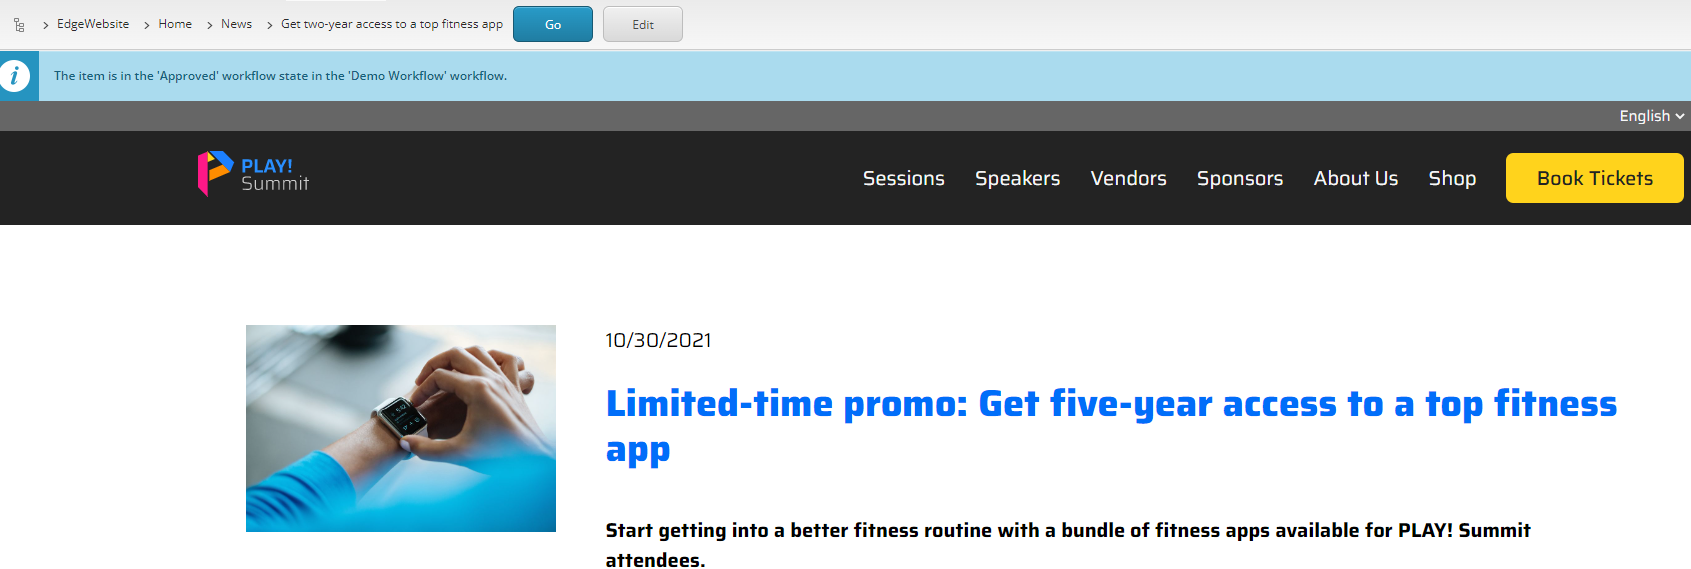 EdgeWebsite > Home > News > Get two-year access to a top fitness app Go Edit
i The item is in the 'Approved' workflow state in the 'Demo Workflow' workflow.
English
PLAY!
Summit
Sessions Speakers Vendors Sponsors About Us Shop Book Tickets
10/30/2021
Limited-time promo: Get five-year access to a top fitness
app
Start getting into a better fitness routine with a bundle of fitness apps available for PLAY! Summit
attendees.